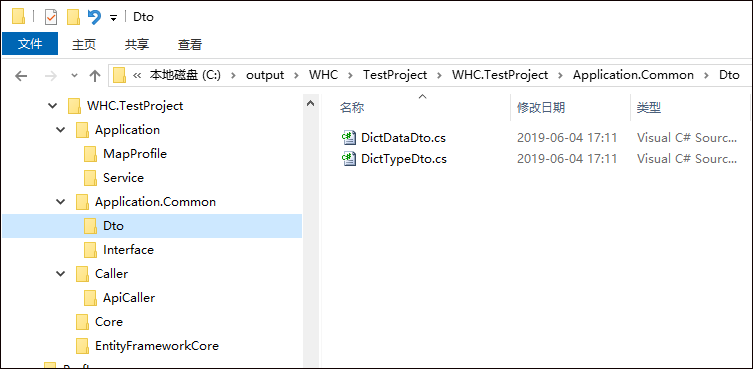 Dto
文件 主页 共享 查看
« 本地磁盘 (C:) › output › WHC › TestProject › WHC.TestProject › Application.Common › Dto
WHC.TestProject
Application
MapProfile
Service
Application.Common
Dto
Interface
Caller
ApiCaller
Core
EntityFrameworkCore
名称 修改日期 类型
DictDataDto.cs 2019-06-04 17:11 Visual C# Sourc...
DictTypeDto.cs 2019-06-04 17:11 Visual C# Sourc...